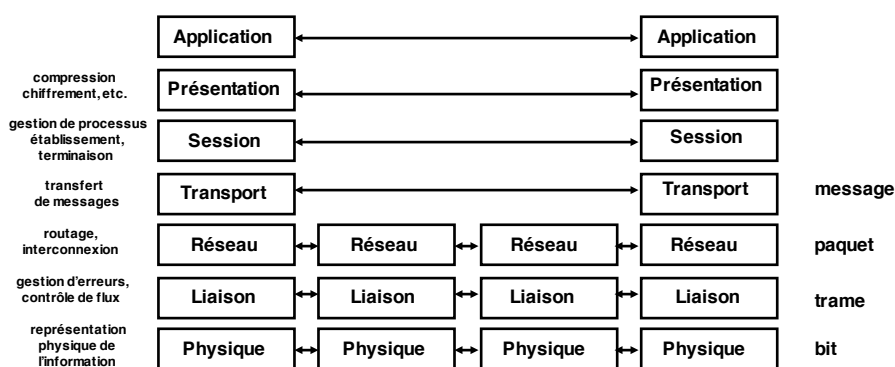 Application Application
compression
chiffrement, etc.
Présentation Présentation
gestion de processus
établissement,
terminaison
Session Session
transfert
de messages
Transport Transport message
routage,
interconnexion
Réseau Réseau Réseau Réseau paquet
gestion d'erreurs,
contrôle de flux
Liaison Liaison Liaison Liaison trame
représentation
physique de
l'information
Physique Physique Physique Physique bit